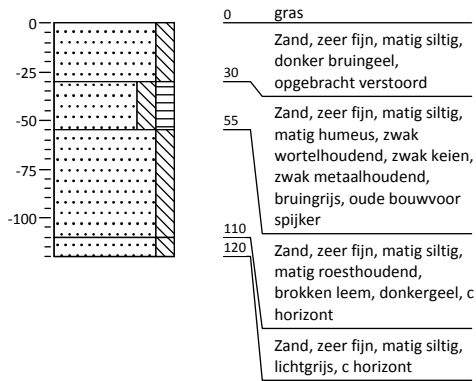 0
-25
-50
-75
-100
0 gras
Zand, zeer fijn, matig siltig,
donker bruingeel,
opgebracht verstoord
30
Zand, zeer fijn, matig siltig,
matig humeus, zwak
wortelhoudend, zwak keien,
zwak metaalhoudend,
bruingrijs, oude bouwvoor
spijker
55
Zand, zeer fijn, matig siltig,
matig roesthoudend,
brokken leem, donkergeel, c
horizont
110
Zand, zeer fijn, matig siltig,
lichtgrijs, c horizont
120